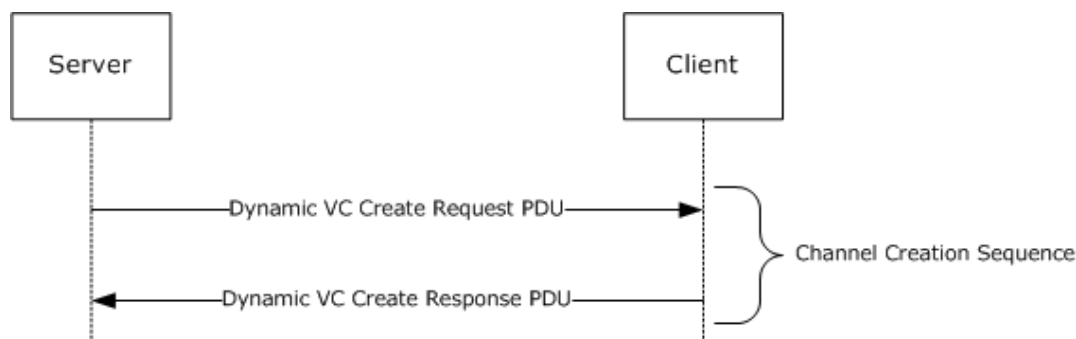 Server
Client
Dynamic VC Create Request PDU
Channel Creation Sequence
Dynamic VC Create Response PDU